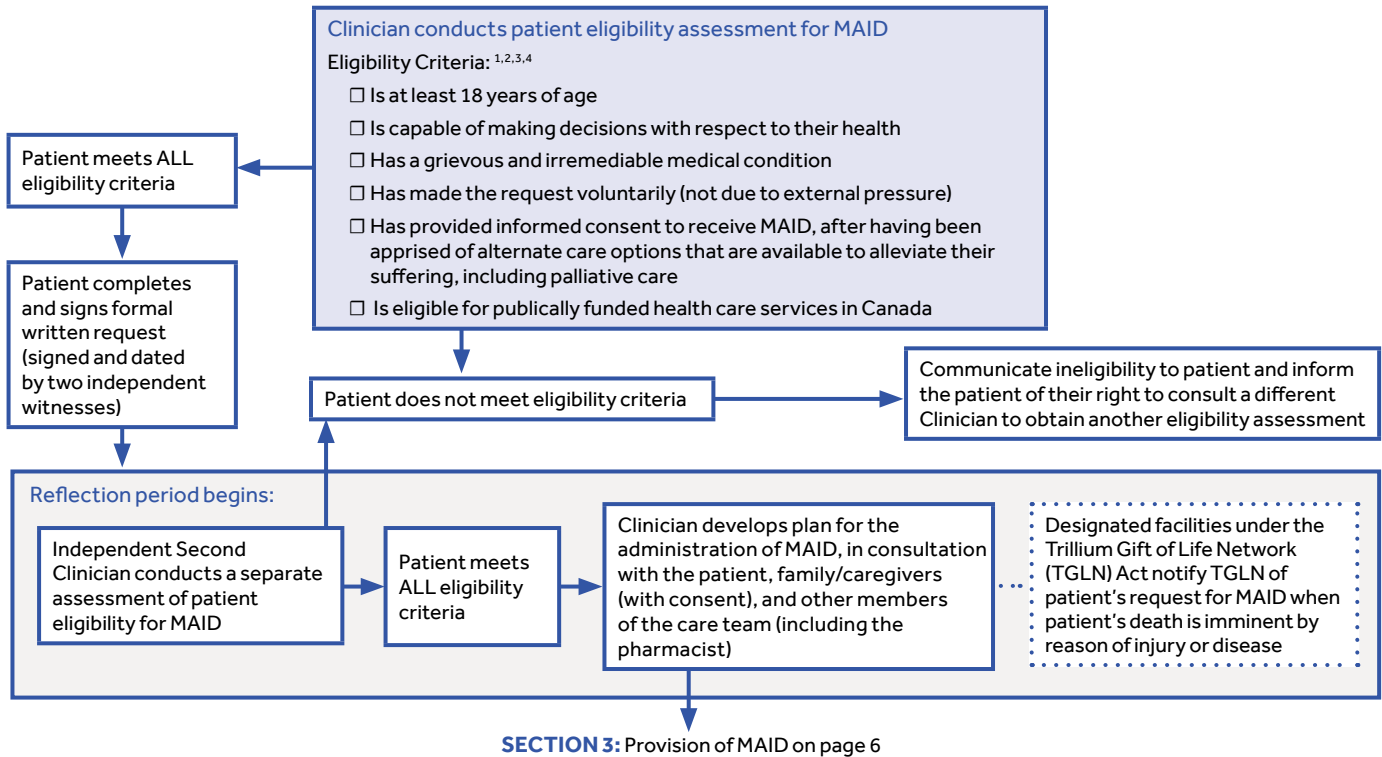 Clinician conducts patient eligibility assessment for MAID
Eligibility Criteria: 1,2,3,4
❒ Is at least 18 years of age
❒ Is capable of making decisions with respect to their health
❒ Has a grievous and irremediable medical condition
❒ Has made the request voluntarily (not due to external pressure)
❒ Has provided informed consent to receive MAID, after having been
apprised of alternate care options that are available to alleviate their
suffering, including palliative care
❒ Is eligible for publically funded health care services in Canada
Patient meets ALL
eligibility criteria
Patient completes
and signs formal
written request
(signed and dated
by two independent
witnesses)
Patient does not meet eligibility criteria
Communicate ineligibility to patient and inform
the patient of their right to consult a different
Clinician to obtain another eligibility assessment
Reflection period begins:
Independent Second
Clinician conducts a separate
assessment of patient
eligibility for MAID
Patient meets
ALL eligibility
criteria
Clinician develops plan for the
administration of MAID, in consultation
with the patient, family/caregivers
(with consent), and other members
of the care team (including the
pharmacist)
Designated facilities under the
Trillium Gift of Life Network
(TGLN) Act notify TGLN of
patient's request for MAID when
patient's death is imminent by
reason of injury or disease
SECTION 3: Provision of MAID on page 6